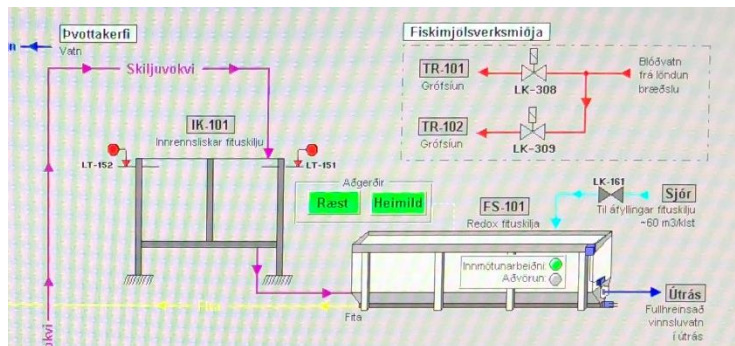 Þvottakerfi
Vatn
Skiljuvökvi
IK-101
Innrennsliskar fituskilju
LT-152
LT-151
Fiskimjölsverksmiðja
TR-101
Grófsíun
LK-308
Blóðvatn
frá löndun
bræðslu
TR-102
Grófsíun
LK-309
Aðgerðir
Ræst
Heimild
FS-101
Redox fituskilja
LK-161
Sjór
Til áfyllingar fituskilju
~60 m3/klst
Innmötunarbeiðni:
Aðvörun:
Útrás
Fullhreinsað
vinnsluvatn
í útrás
Fita
Fita